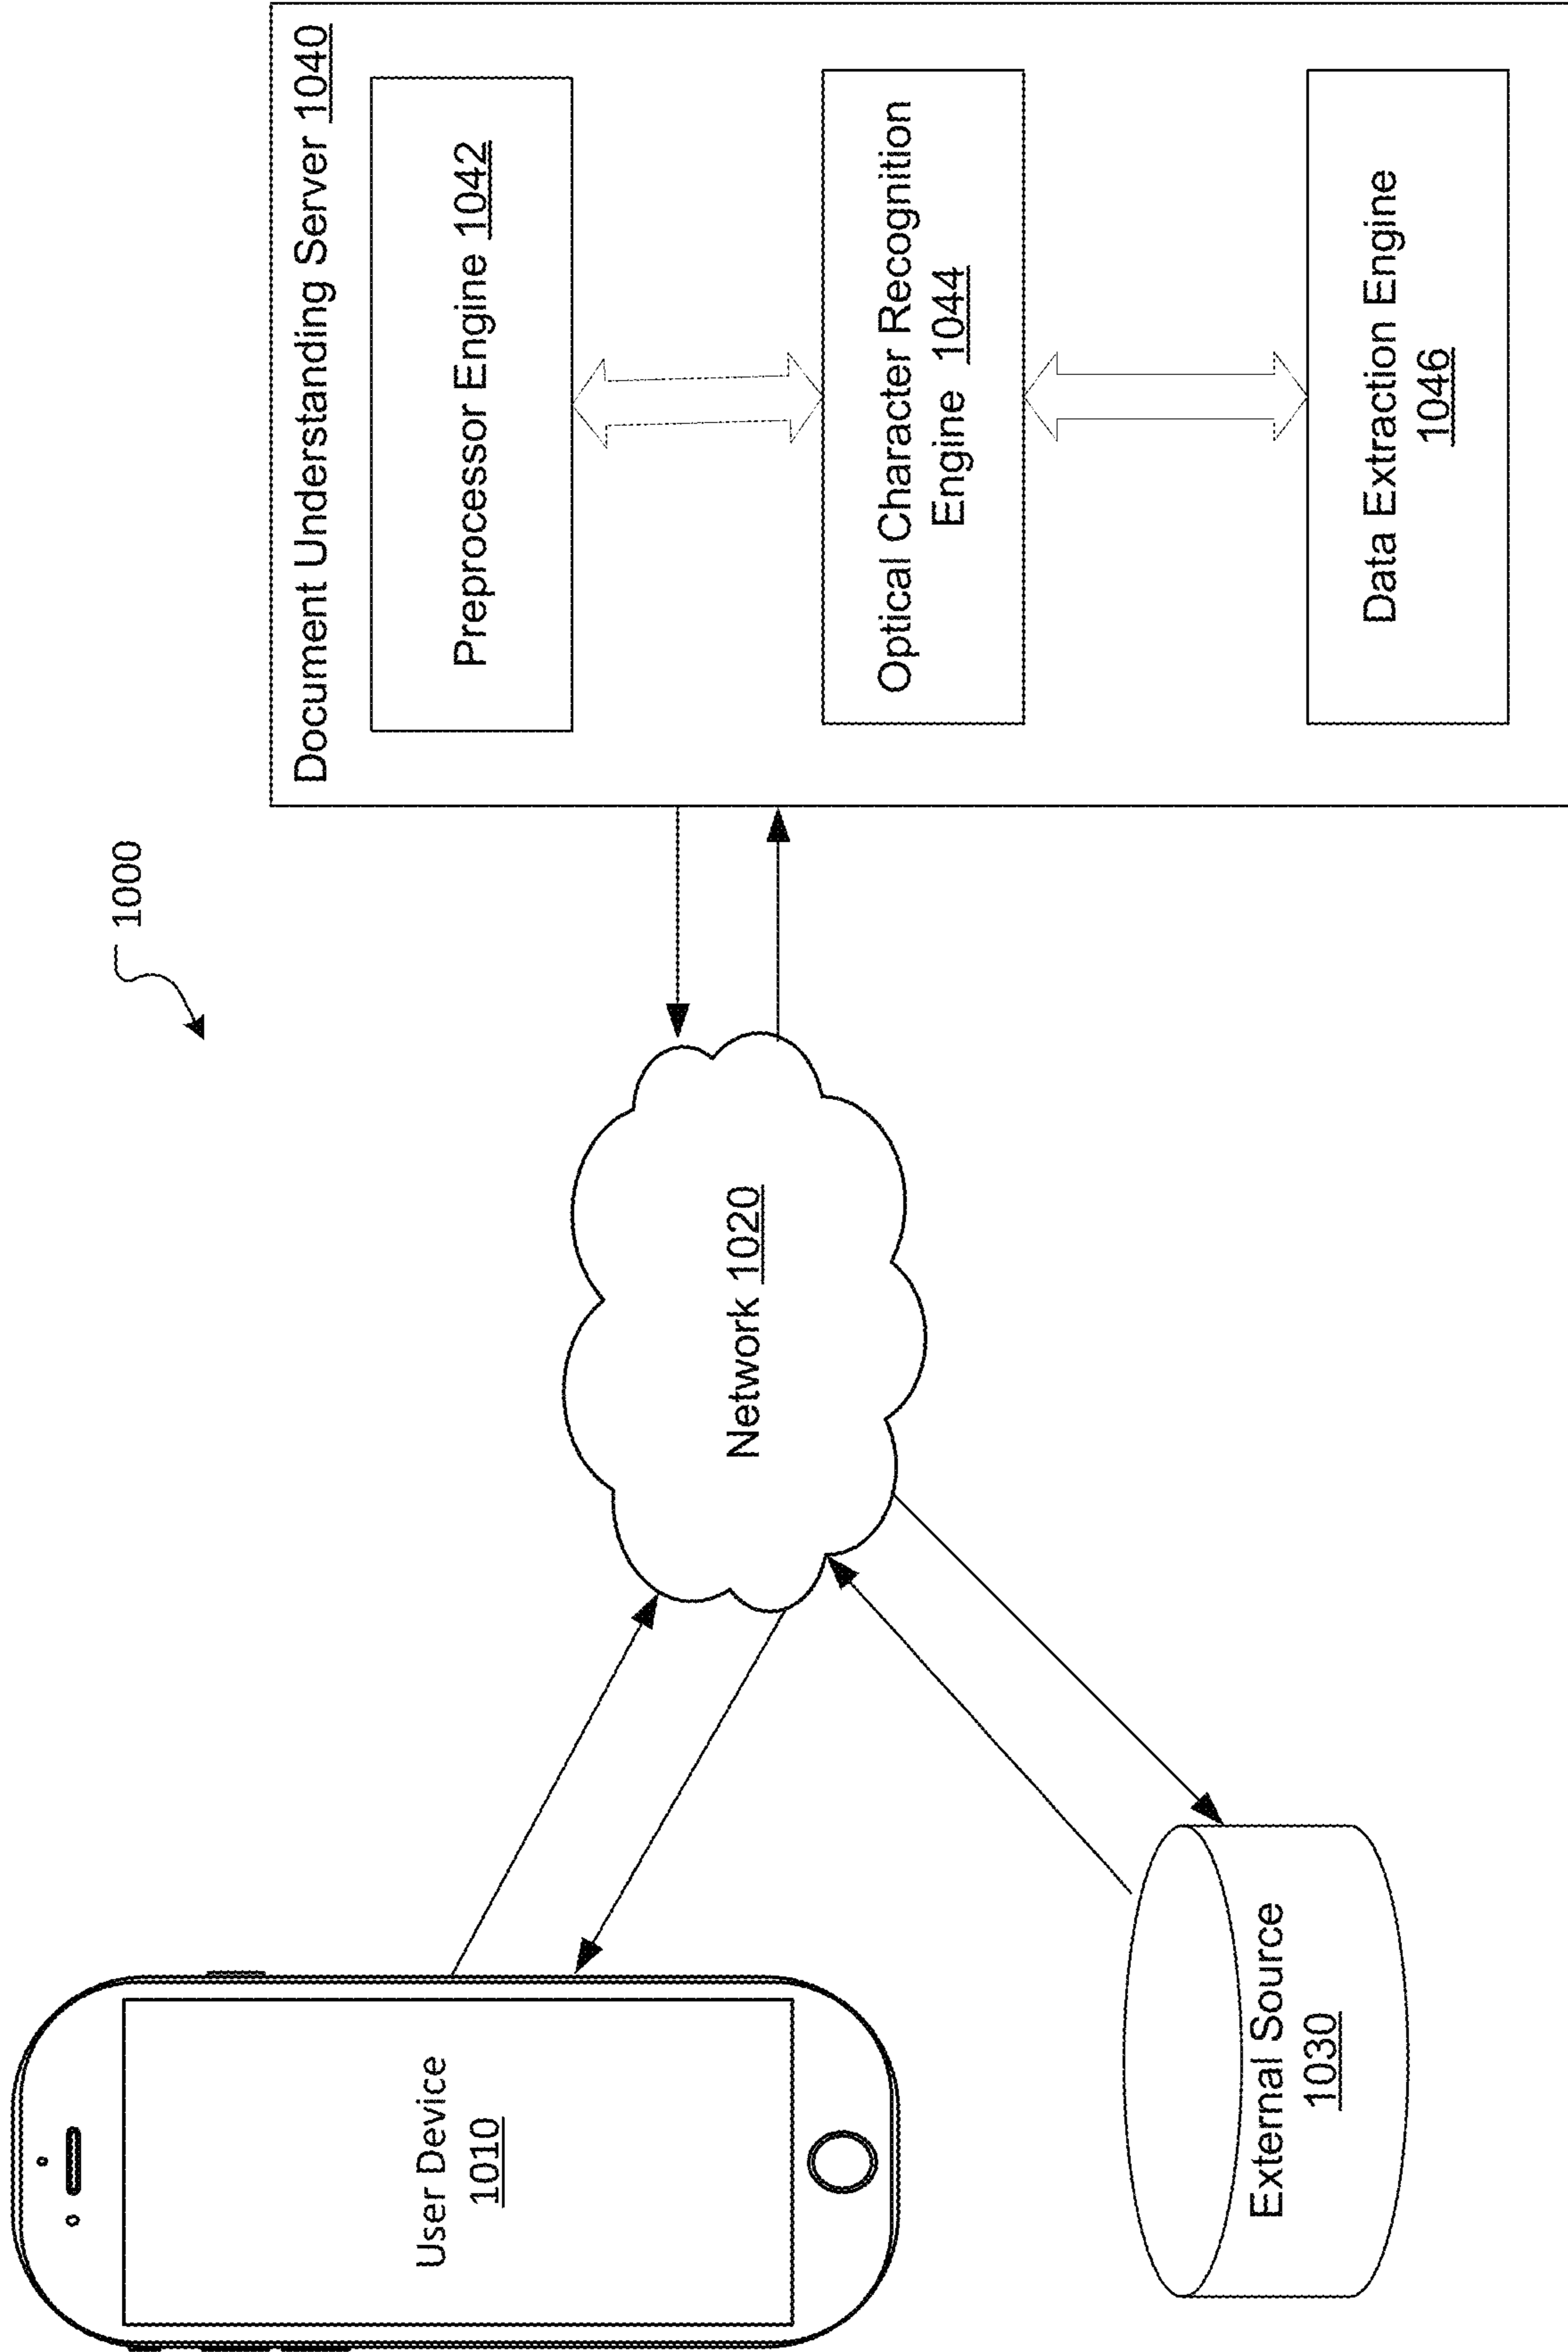 1000
User Device
1010
Network 1020
External Source
1030
Document Understanding Server 1040
Preprocessor Engine 1042
Optical Character Recognition
Engine 1044
Data Extraction Engine
1046